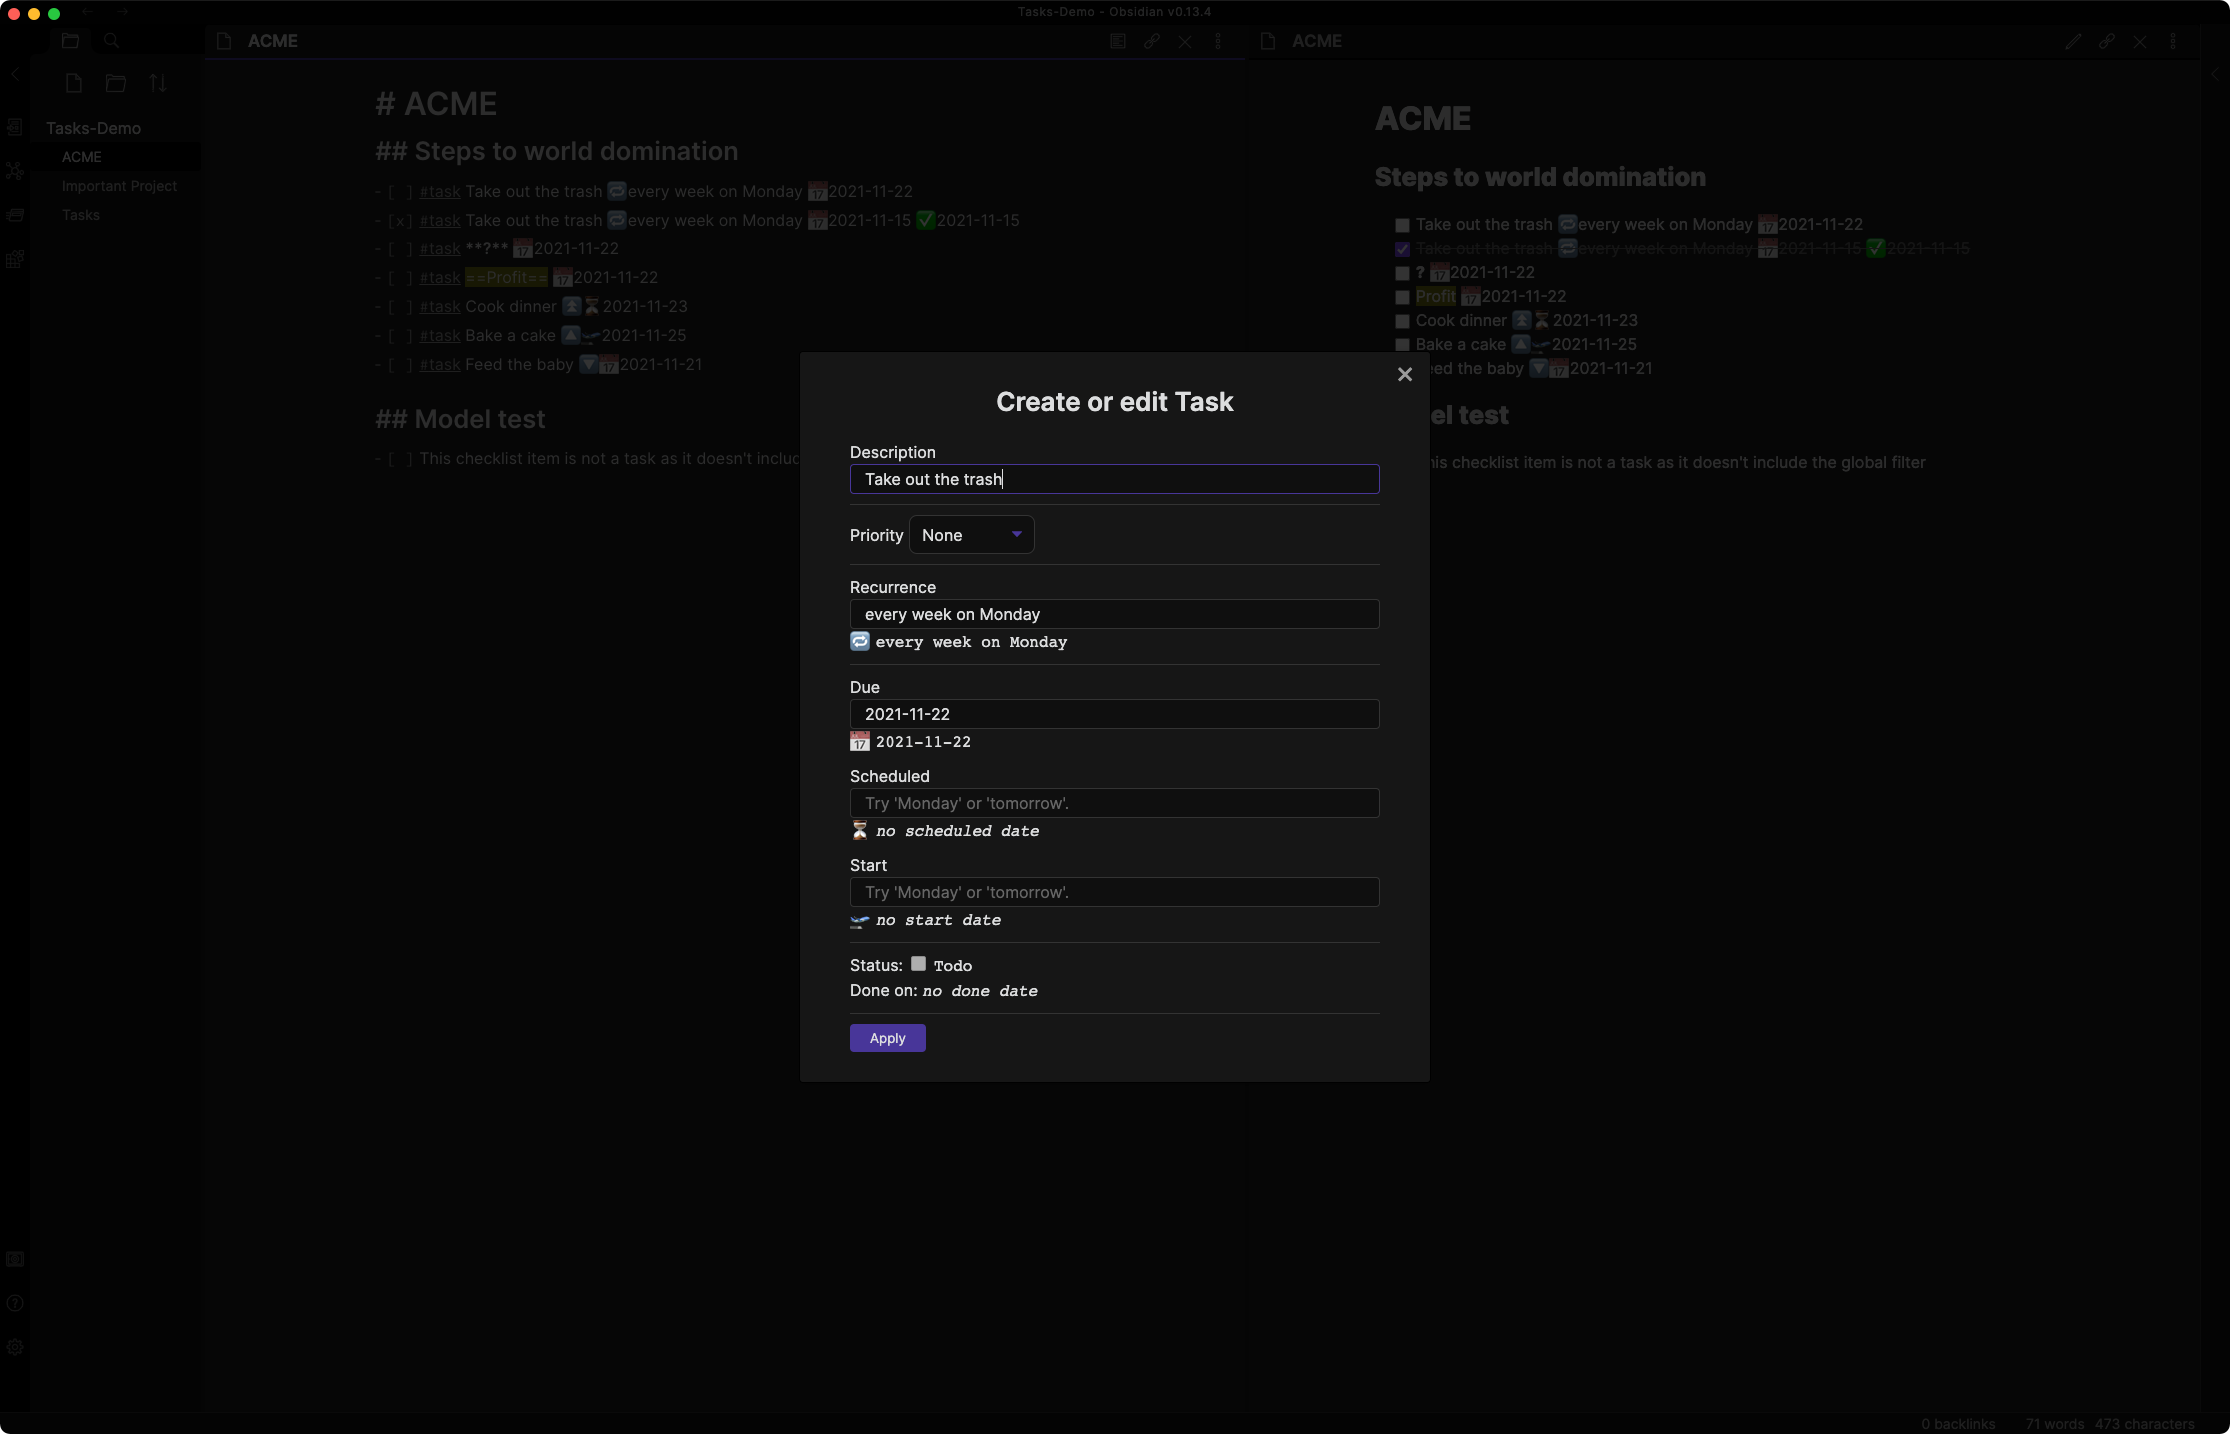 Tasks-Demo - Obsidian v0.13.4
ACME
ACME
Tasks-Demo
ACME
Important Project
Tasks
# ACME
## Steps to world domination
- [ ] #task Take out the trash 🔁every week on Monday 📅2021-11-22
- [x] #task Take out the trash 🔁every week on Monday 📅2021-11-15 ✅2021-11-15
- [ ] #task **?** 📅2021-11-22
- [ ] #task ==Profit== 📅2021-11-22
- [ ] #task Cook dinner ⏫⏳2021-11-23
- [ ] #task Bake a cake 🔼🛫2021-11-25
- [ ] #task Feed the baby 🔽📅2021-11-21
## Model test
- [ ] This checklist item is not a task as it doesn't includ
ACME
Steps to world domination
Take out the trash 🔁every week on Monday 📅2021-11-22
Take out the trash 🔁every week on Monday 📅2021-11-15 ✅2021-11-15
? 📅2021-11-22
Profit 📅2021-11-22
Cook dinner ⏫⏳2021-11-23
Bake a cake 🔼🛫2021-11-25
eed the baby 🔽📅2021-11-21
el test
his checklist item is not a task as it doesn't include the global filter
Create or edit Task
Description
Take out the trash
Priority None
Recurrence
every week on Monday
🔁 every week on Monday
Due
2021-11-22
📅 2021-11-22
Scheduled
Try 'Monday' or 'tomorrow'.
⏳ no scheduled date
Start
Try 'Monday' or 'tomorrow'.
🛫 no start date
Status: Todo
Done on: no done date
Apply
0 backlinks 71 words 473 characters